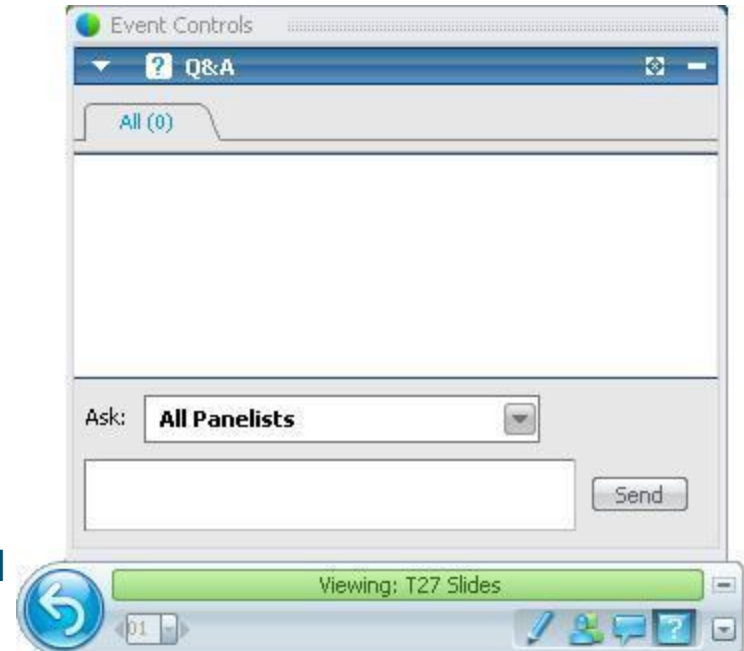 Event Controls
? Q&A
All (0)
Ask: All Panelists
Send
Viewing: T27 Slides
01 ?